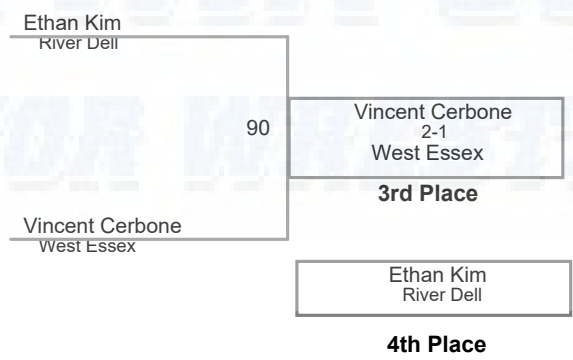 Ethan Kim
River Dell
90
Vincent Cerbone
2-1
West Essex
3rd Place
Vincent Cerbone
West Essex
Ethan Kim
River Dell
4th Place